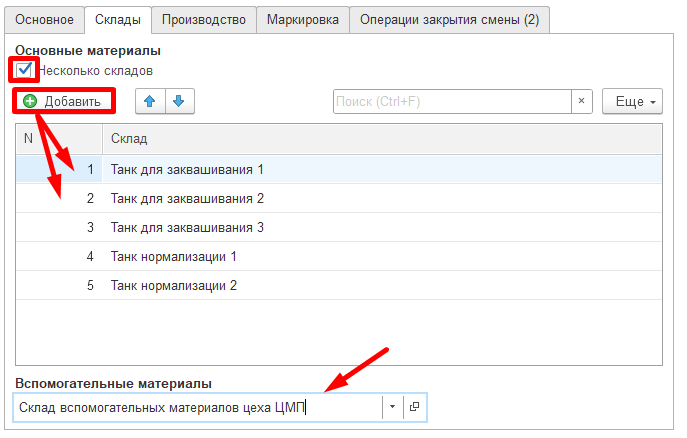 Основное Склады Производство Маркировка Операции закрытия смены (2)
Основные материалы
Несколько складов
Добавить Поиск (Ctrl+F) × Еще
N Склад
1 Танк для заквашивания 1
2 Танк для заквашивания 2
3 Танк для заквашивания 3
4 Танк нормализации 1
5 Танк нормализации 2
Вспомогательные материалы
Склад вспомогательных материалов цеха ЦМП